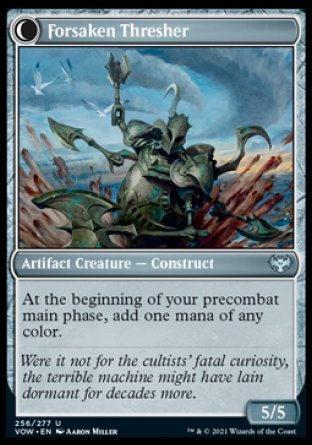 Forsaken Thresher
Artifact Creature — Construct
At the beginning of your precombat
main phase, add one mana of any
color.
Were it not for the cultists' fatal curiosity,
the terrible machine might have lain
dormant for decades more.
5/5
256/277 U
VOW • EN Aaron Miller
™ & © 2021 Wizards of the Coast